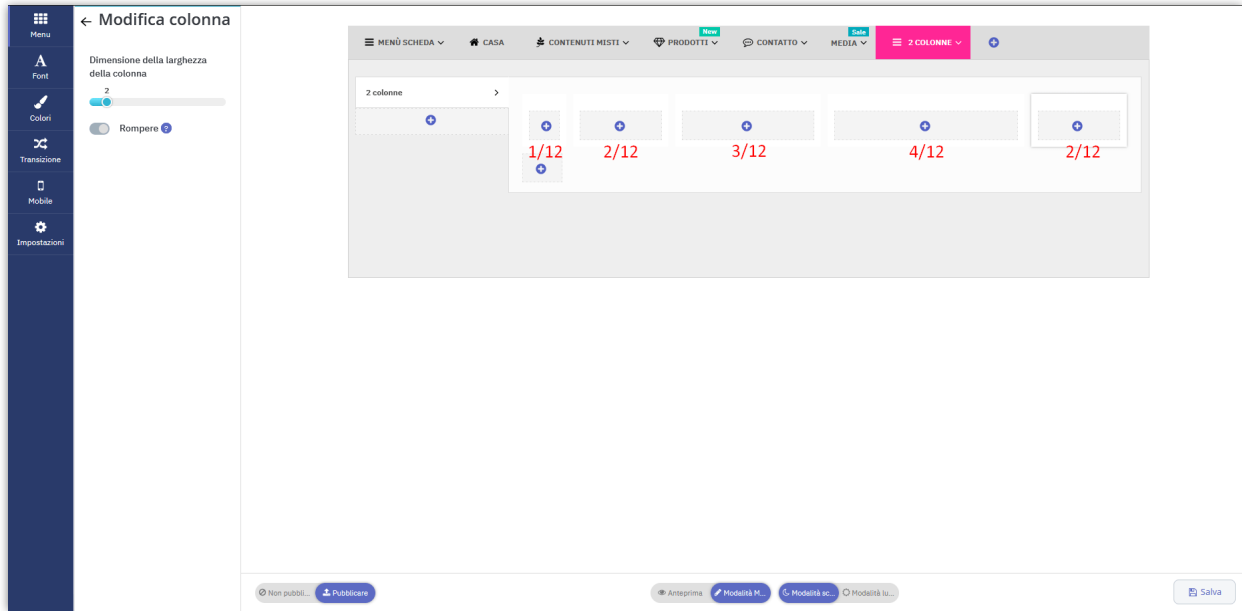 Menu
Font
Colori
Transizione
Mobile
Impostazioni
← Modifica colonna
Dimensione della larghezza
della colonna
2
Rompere ?
MENÙ SCHEDA
CASA
CONTENUTI MISTI
New
PRODOTTI
CONTATTO
Sale
MEDIA
2 COLONNE
2 colonne
1/12
2/12
3/12
4/12
2/12
Non pubbli...
Pubblicare
Anteprima
Modalità M...
Modalità sc...
Modalità lu...
Salva